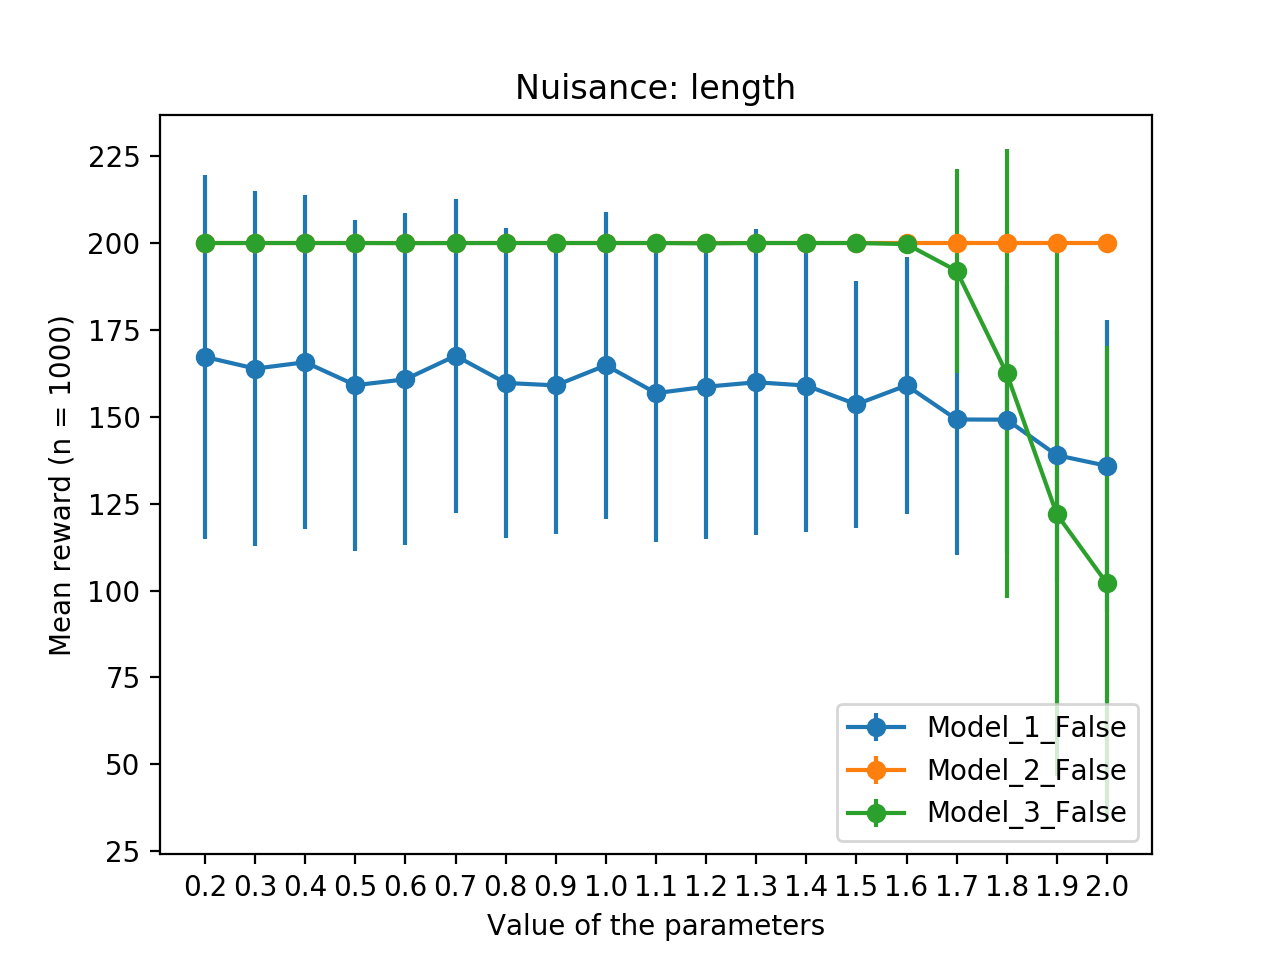 Nuisance: length
Mean reward (n = 1000)
225
200
175
150
125
100
75
50
25
Model_1_False
Model_2_False
Model_3_False
0.2 0.3 0.4 0.5 0.6 0.7 0.8 0.9 1.0 1.1 1.2 1.3 1.4 1.5 1.6 1.7 1.8 1.9 2.0
Value of the parameters